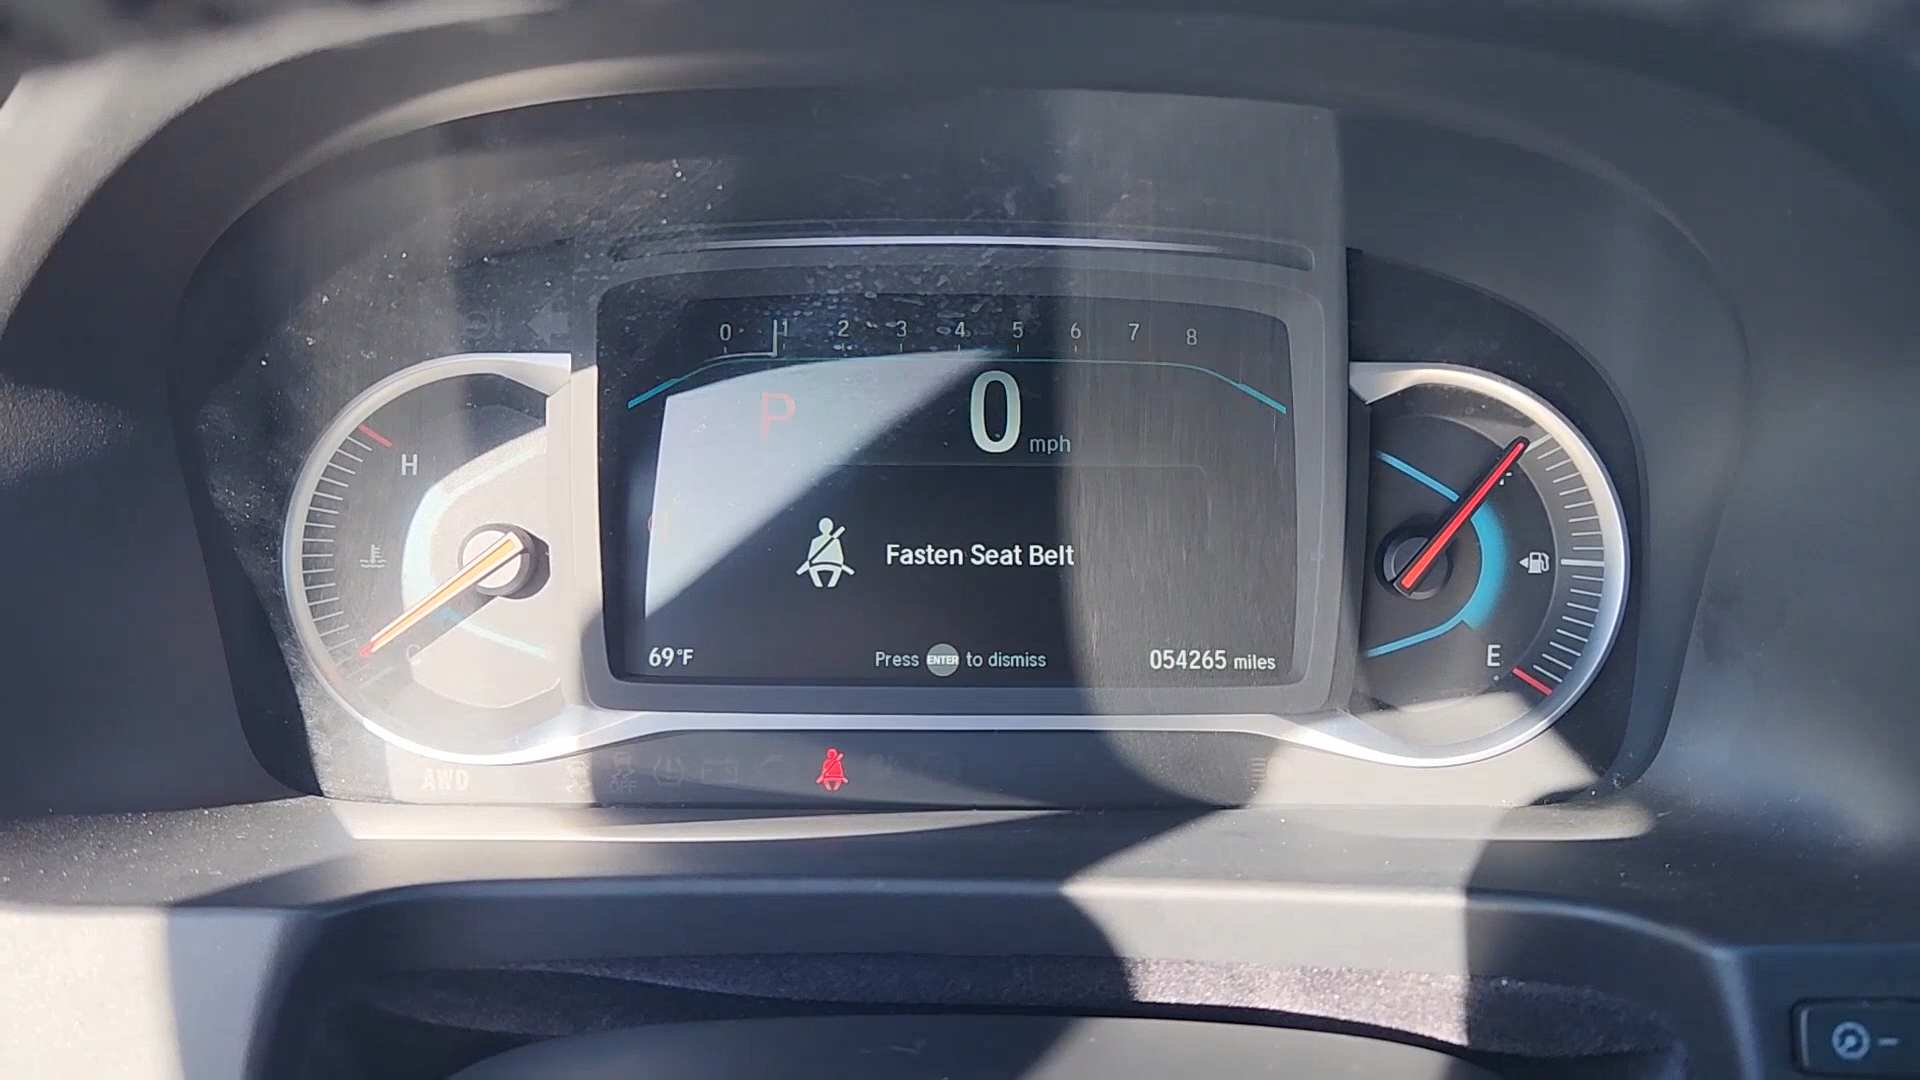 0 1 2 3 4 5 6 7 8
P
0 mph
H
Fasten Seat Belt
C
E
69°F
Press ENTER to dismiss
054265 miles
AWD
OFF